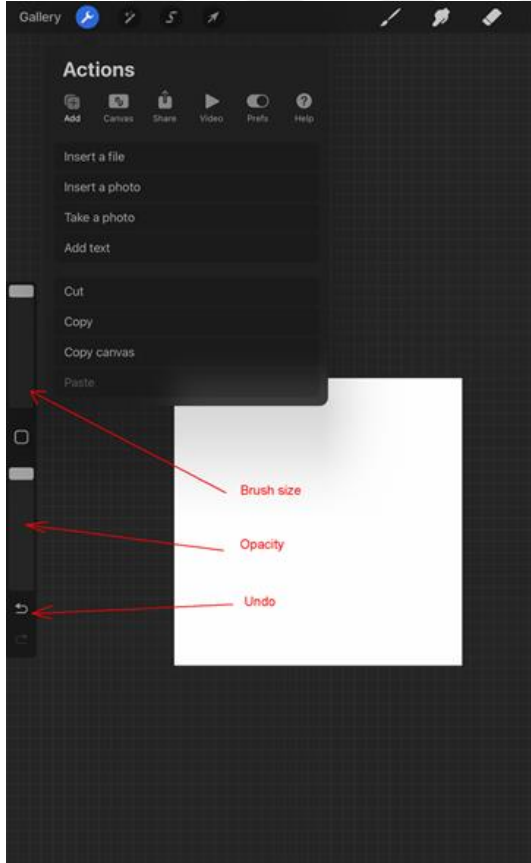 Gallery
Actions
Add Canvas Share Video Prefs Help
Insert a file
Insert a photo
Take a photo
Add text
Cut
Copy
Copy canvas
Paste
Brush size
Opacity
Undo